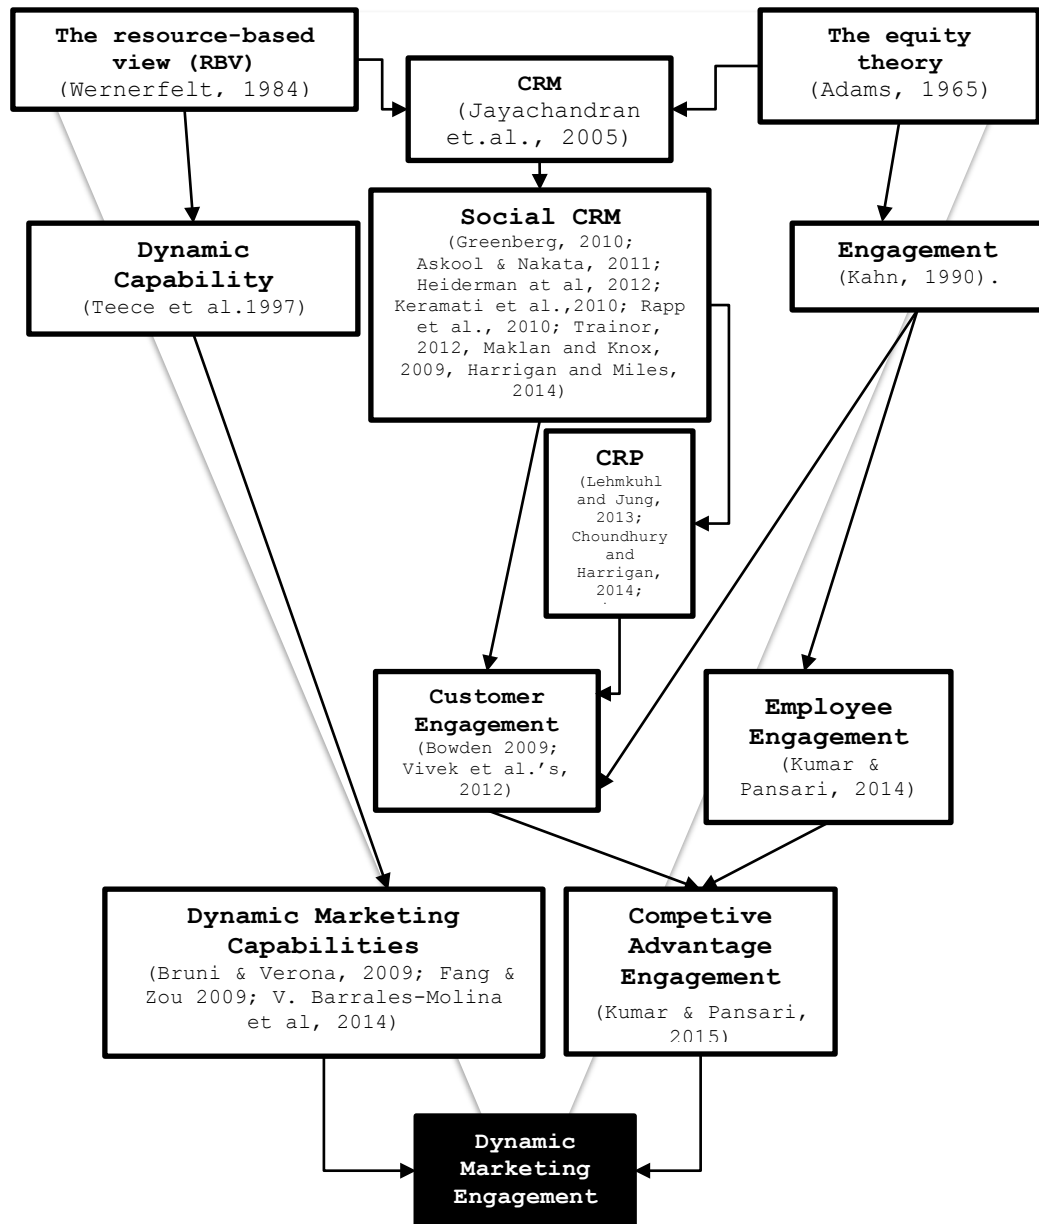 The resource-based
view (RBV)
(Wernerfelt, 1984)
CRM
(Jayachandran
et.al., 2005)
The equity
theory
(Adams, 1965)
Dynamic
Capability
(Teece et al.1997)
Social CRM
(Greenberg, 2010;
Askool & Nakata, 2011;
Heiderman at al, 2012;
Keramati et al.,2010; Rapp
et al., 2010; Trainor,
2012, Maklan and Knox,
2009, Harrigan and Miles,
2014)
Engagement
(Kahn, 1990).
CRP
(Lehmkuhl
and Jung,
2013;
Choundhury
and
Harrigan,
2014;
Customer
Engagement
(Bowden 2009;
Vivek et al.’s,
2012)
Employee
Engagement
(Kumar &
Pansari, 2014)
Dynamic Marketing
Capabilities
(Bruni & Verona, 2009; Fang &
Zou 2009; V. Barrales-Molina
et al, 2014)
Competive
Advantage
Engagement
(Kumar & Pansari,
2015)
Dynamic
Marketing
Engagement